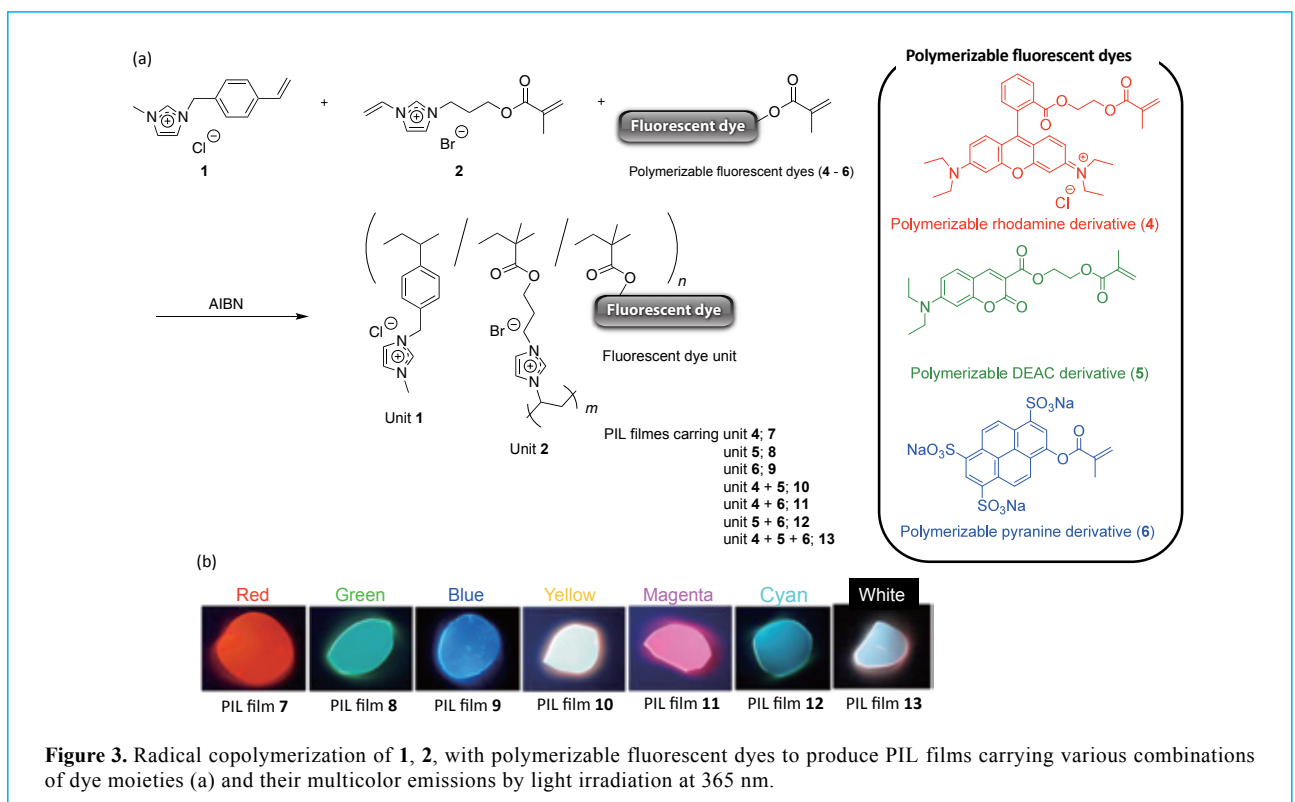 (a)
N
N
⊕
Cl ⊖
1
+
N
N
⊕
Br ⊖
O
O
2
+
Fluorescent dye
O
O
Polymerizable fluorescent dyes (4 - 6)
AIBN
Cl ⊖
N
⊕
N
Unit 1
O
O
Br ⊖
N
⊕
N
m
Unit 2
O
O
n
Fluorescent dye
Fluorescent dye unit
PIL filmes carring unit 4; 7
unit 5; 8
unit 6; 9
unit 4 + 5; 10
unit 4 + 6; 11
unit 5 + 6; 12
unit 4 + 5 + 6; 13
Polymerizable fluorescent dyes
O
O
O
O
N
O
N
⊕
Cl ⊖
Polymerizable rhodamine derivative (4)
O
O
O
O
N
O
O
Polymerizable DEAC derivative (5)
SO3Na
NaO3S
O
O
SO3Na
Polymerizable pyranine derivative (6)
(b)
Red Green Blue Yellow Magenta Cyan White
PIL film 7 PIL film 8 PIL film 9 PIL film 10 PIL film 11 PIL film 12 PIL film 13
Figure 3. Radical copolymerization of 1, 2, with polymerizable fluorescent dyes to produce PIL films carrying various combinations
of dye moieties (a) and their multicolor emissions by light irradiation at 365 nm.